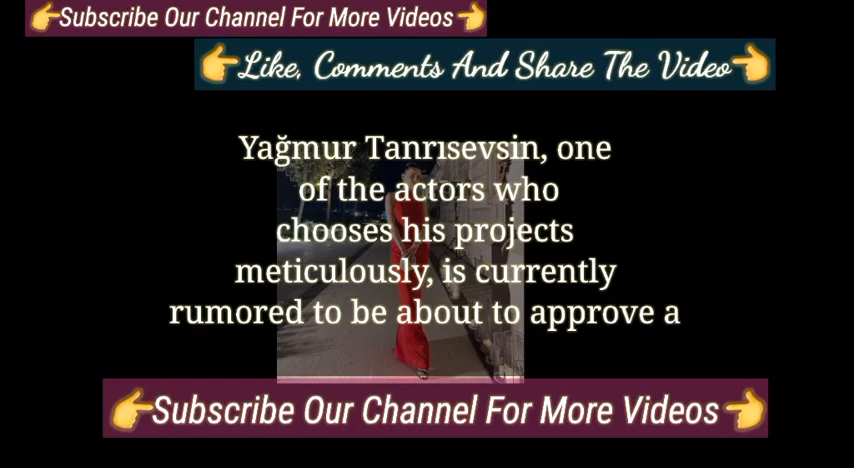 👉Subscribe Our Channel For More Videos👈
👉Like, Comments And Share The Video👈
Yağmur Tanrısevsin, one
of the actors who
chooses his projects
meticulously, is currently
rumored to be about to approve a
👉Subscribe Our Channel For More Videos👈